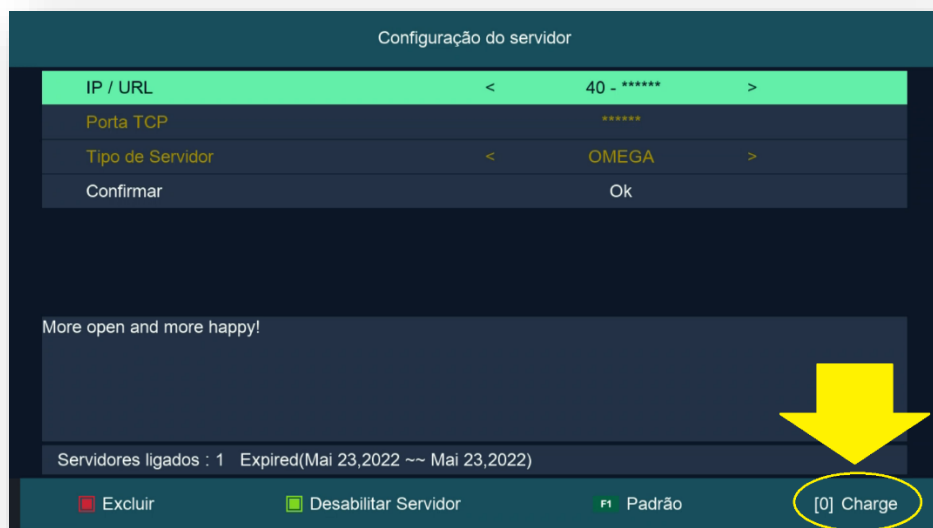 Configuração do servidor
IP / URL < 40 - ****** >
Porta TCP ******
Tipo de Servidor < OMEGA >
Confirmar Ok
More open and more happy!
Servidores ligados : 1 Expired(Mai 23,2022 ~~ Mai 23,2022)
Excluir Desabilitar Servidor F1 Padrão [0] Charge